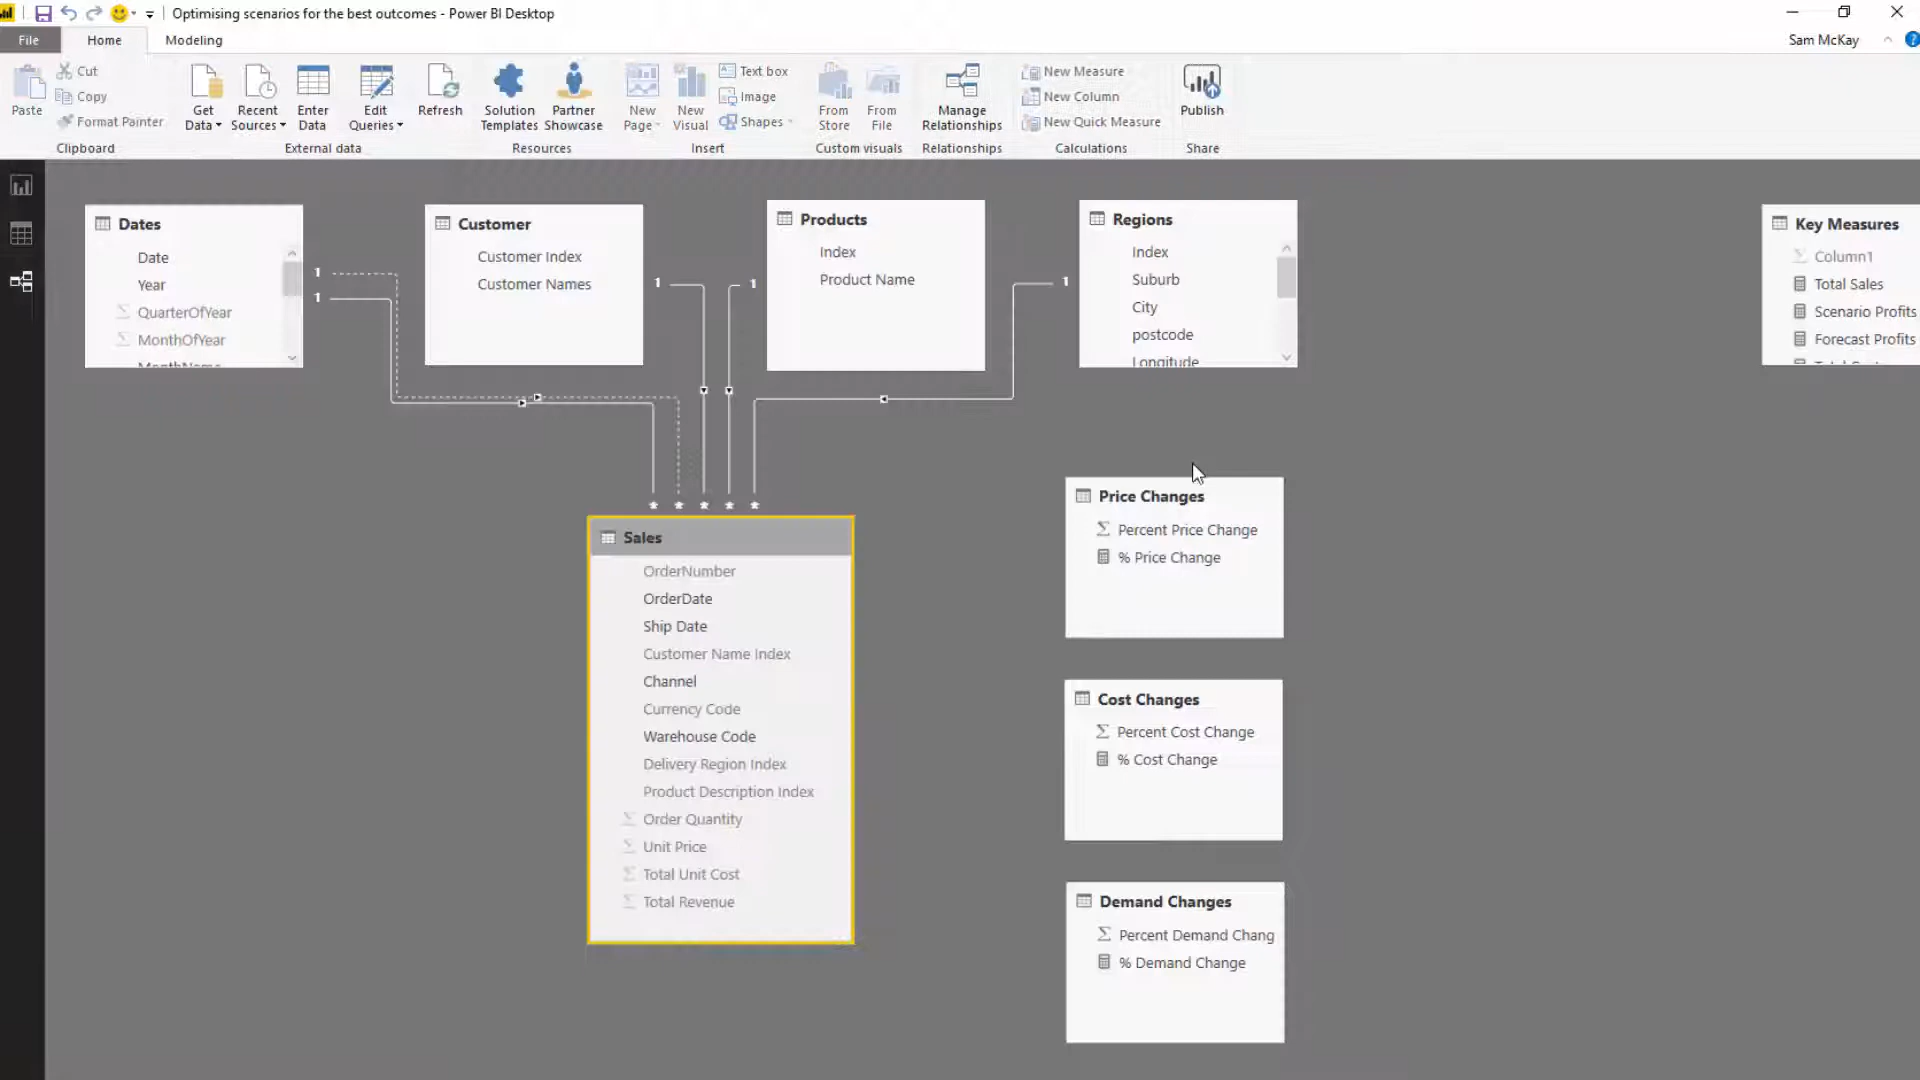 Optimising scenarios for the best outcomes - Power BI Desktop
File Home Modeling Sam McKay ?
Paste
Cut
Copy
Format Painter
Clipboard
Get Data
Recent Sources
Enter Data
Edit Queries
Refresh
External data
Solution Templates
Partner Showcase
Resources
New Page
New Visual
Text box
Image
Shapes
Insert
From Store
From File
Custom visuals
Manage Relationships
Relationships
New Measure
New Column
New Quick Measure
Calculations
Publish
Share
Dates
Date
Year
QuarterOfYear
MonthOfYear
MonthName
1
1
Customer
Customer Index
Customer Names
1
1
Products
Index
Product Name
1
Regions
Index
Suburb
City
postcode
Longitude
Key Measures
Column1
Total Sales
Scenario Profits
Forecast Profits
* * * * *
Sales
OrderNumber
OrderDate
Ship Date
Customer Name Index
Channel
Currency Code
Warehouse Code
Delivery Region Index
Product Description Index
Order Quantity
Unit Price
Total Unit Cost
Total Revenue
Price Changes
Percent Price Change
% Price Change
Cost Changes
Percent Cost Change
% Cost Change
Demand Changes
Percent Demand Chang
% Demand Change